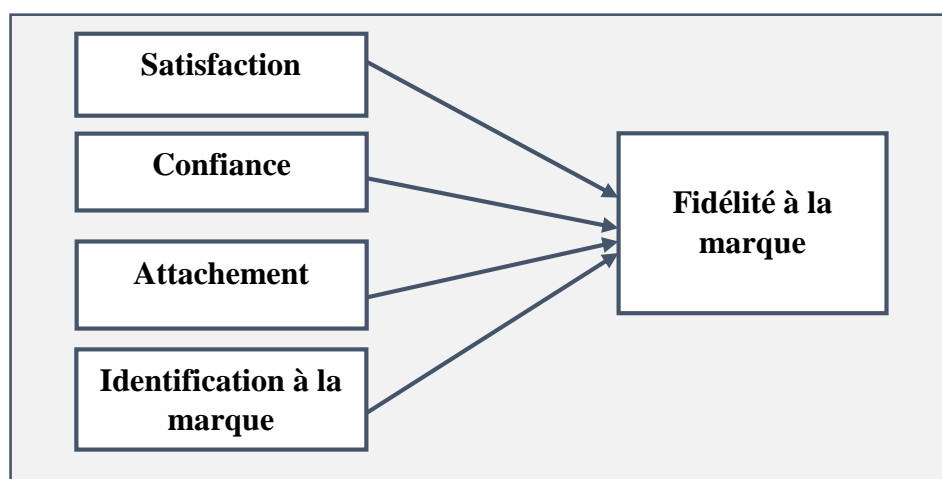 Satisfaction
Confiance
Attachement
Identification à la
marque
Fidélité à la
marque